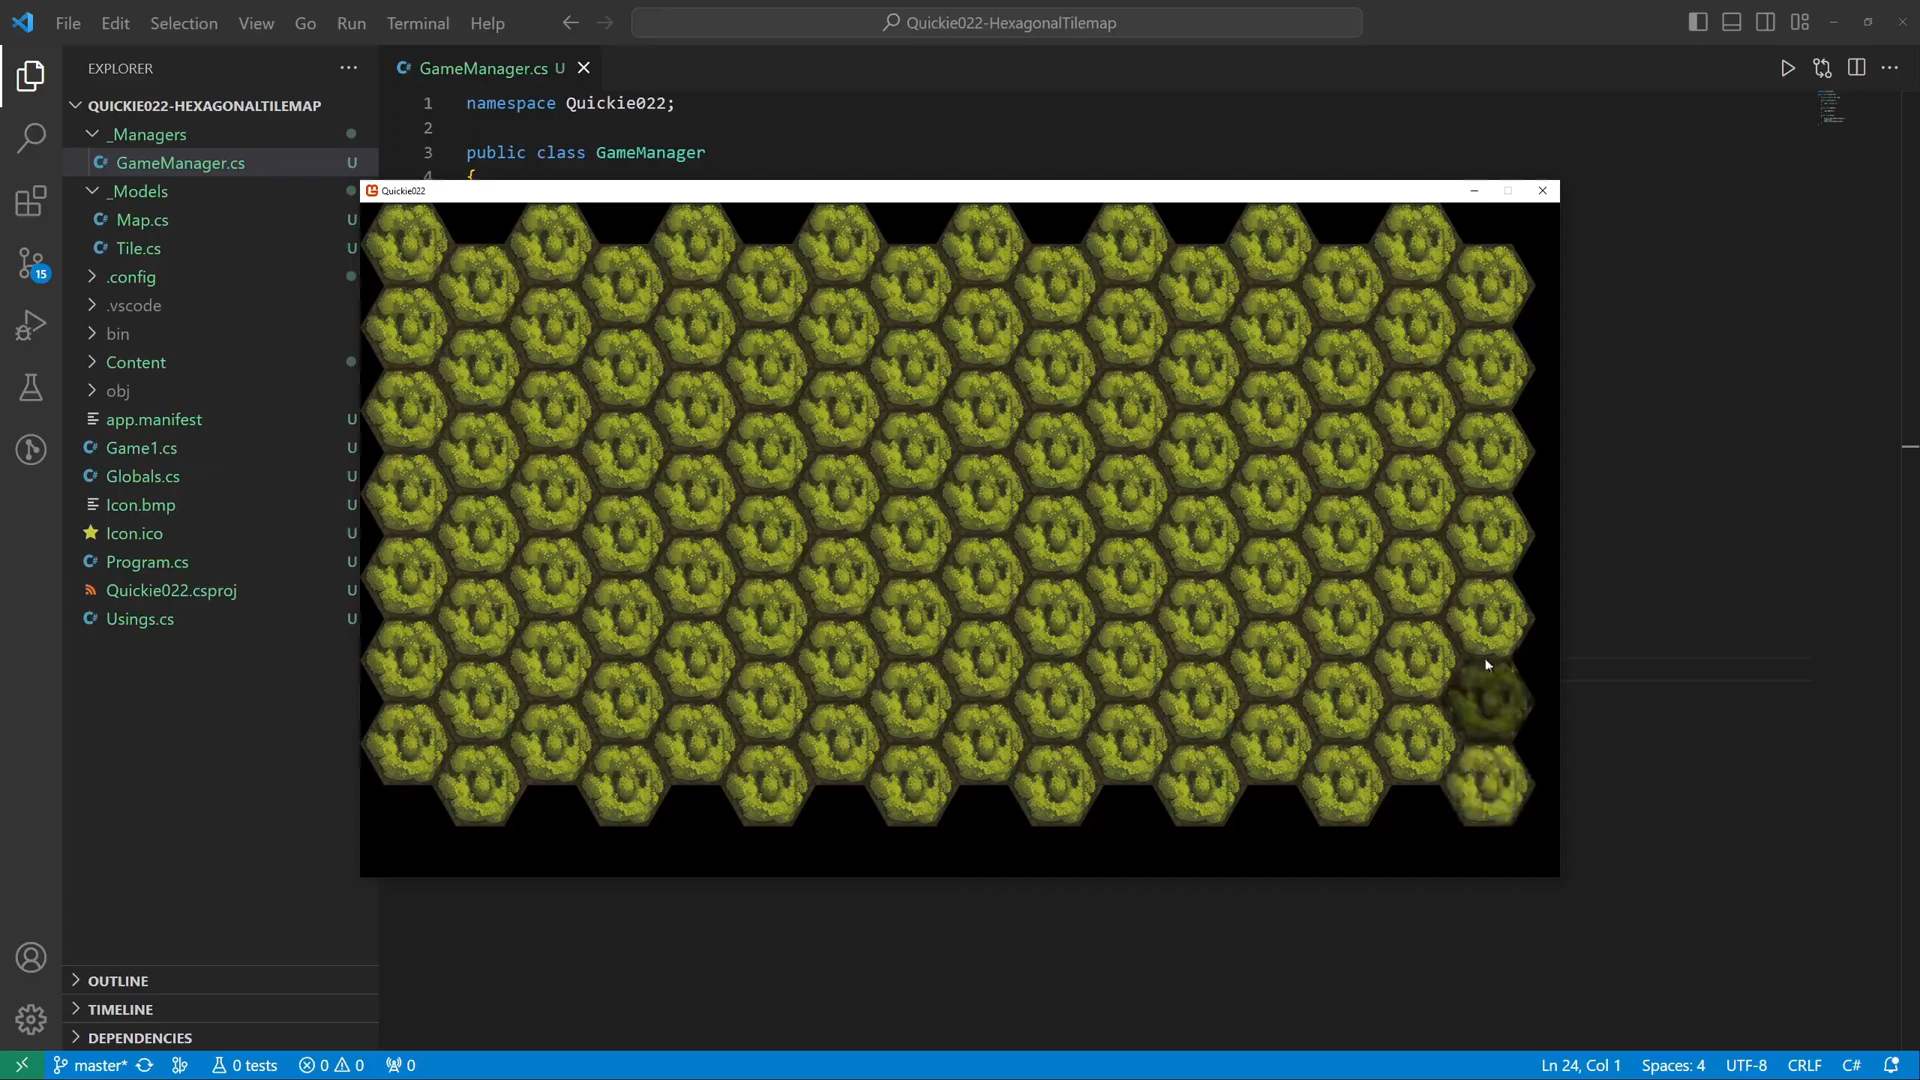 File Edit Selection View Go Run Terminal Help
Quickie022-HexagonalTilemap
EXPLORER
GameManager.cs U
QUICKIE022-HEXAGONALTILEMAP
_Managers
GameManager.cs U
_Models
Map.cs U
Tile.cs U
.config
.vscode
bin
Content
obj
app.manifest U
Game1.cs U
Globals.cs U
Icon.bmp U
Icon.ico U
Program.cs U
Quickie022.csproj U
Usings.cs U
OUTLINE
TIMELINE
DEPENDENCIES
15
1 namespace Quickie022;
2
3 public class GameManager
4 {
Quickie022
master* 0 tests 0 0 0
Ln 24, Col 1 Spaces: 4 UTF-8 CRLF C#